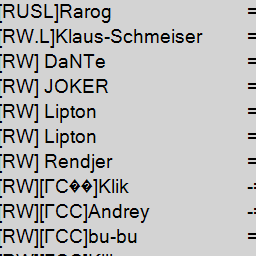 [RUSL]Rarog =
[RW.L]Klaus-Schmeiser =
[RW] DaNTe =
[RW] JOKER =
[RW] Lipton =
[RW] Lipton =
[RW] Rendjer =
[RW][ГС��]Klik -=
[RW][ГСС]Andrey -=
[RW][ГСС]bu-bu =